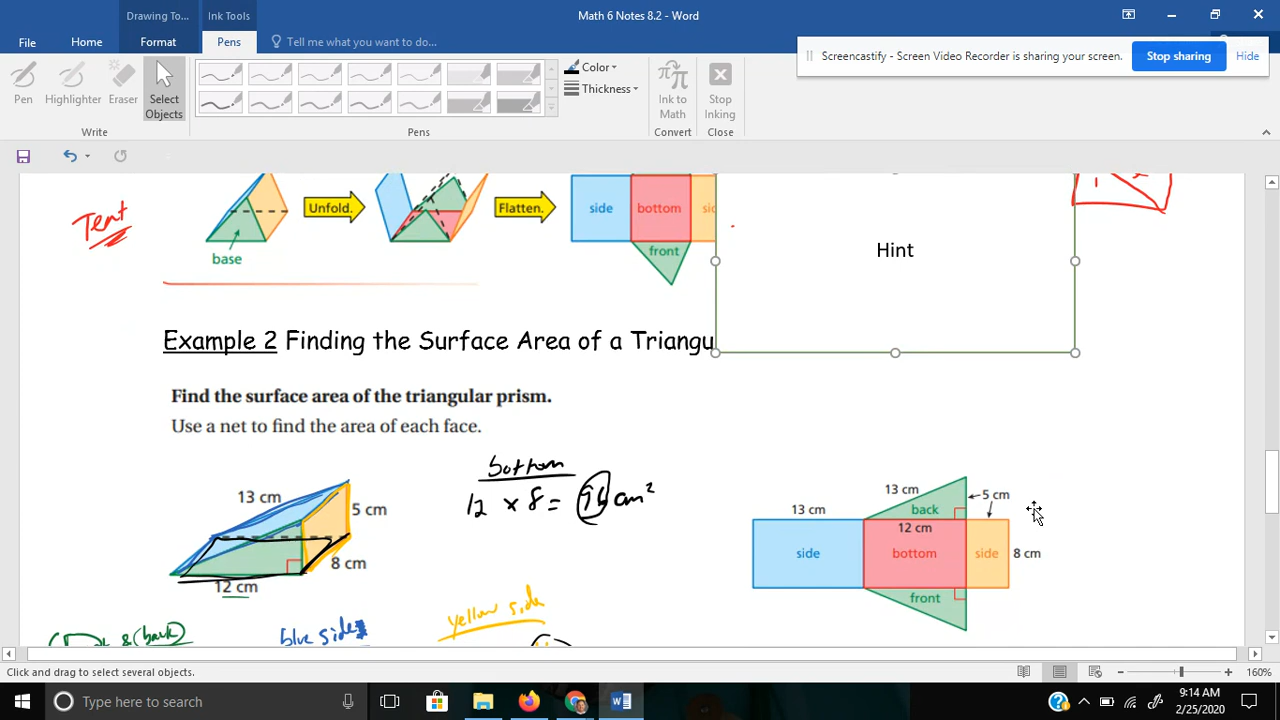 Drawing To... Ink Tools Math 6 Notes 8.2 - Word
File Home Format Pens Tell me what you want to do...
Screencastify - Screen Video Recorder is sharing your screen. Stop sharing Hide
Pen Highlighter Eraser Select Objects
Color
Thickness
Ink to Math
Stop Inking
Write Pens Convert Close
Tent
Unfold. Flatten. side bottom
base
front
Hint
Example 2 Finding the Surface Area of a Triangu
Find the surface area of the triangular prism.
Use a net to find the area of each face.
bottom
12 × 8 = 96 cm²
13 cm
5 cm
8 cm
12 cm
13 cm
13 cm
back
5 cm
12 cm
side bottom side 8 cm
front
& (back)
blue side
yellow side
Click and drag to select several objects.
160%
Type here to search
9:14 AM
2/25/2020